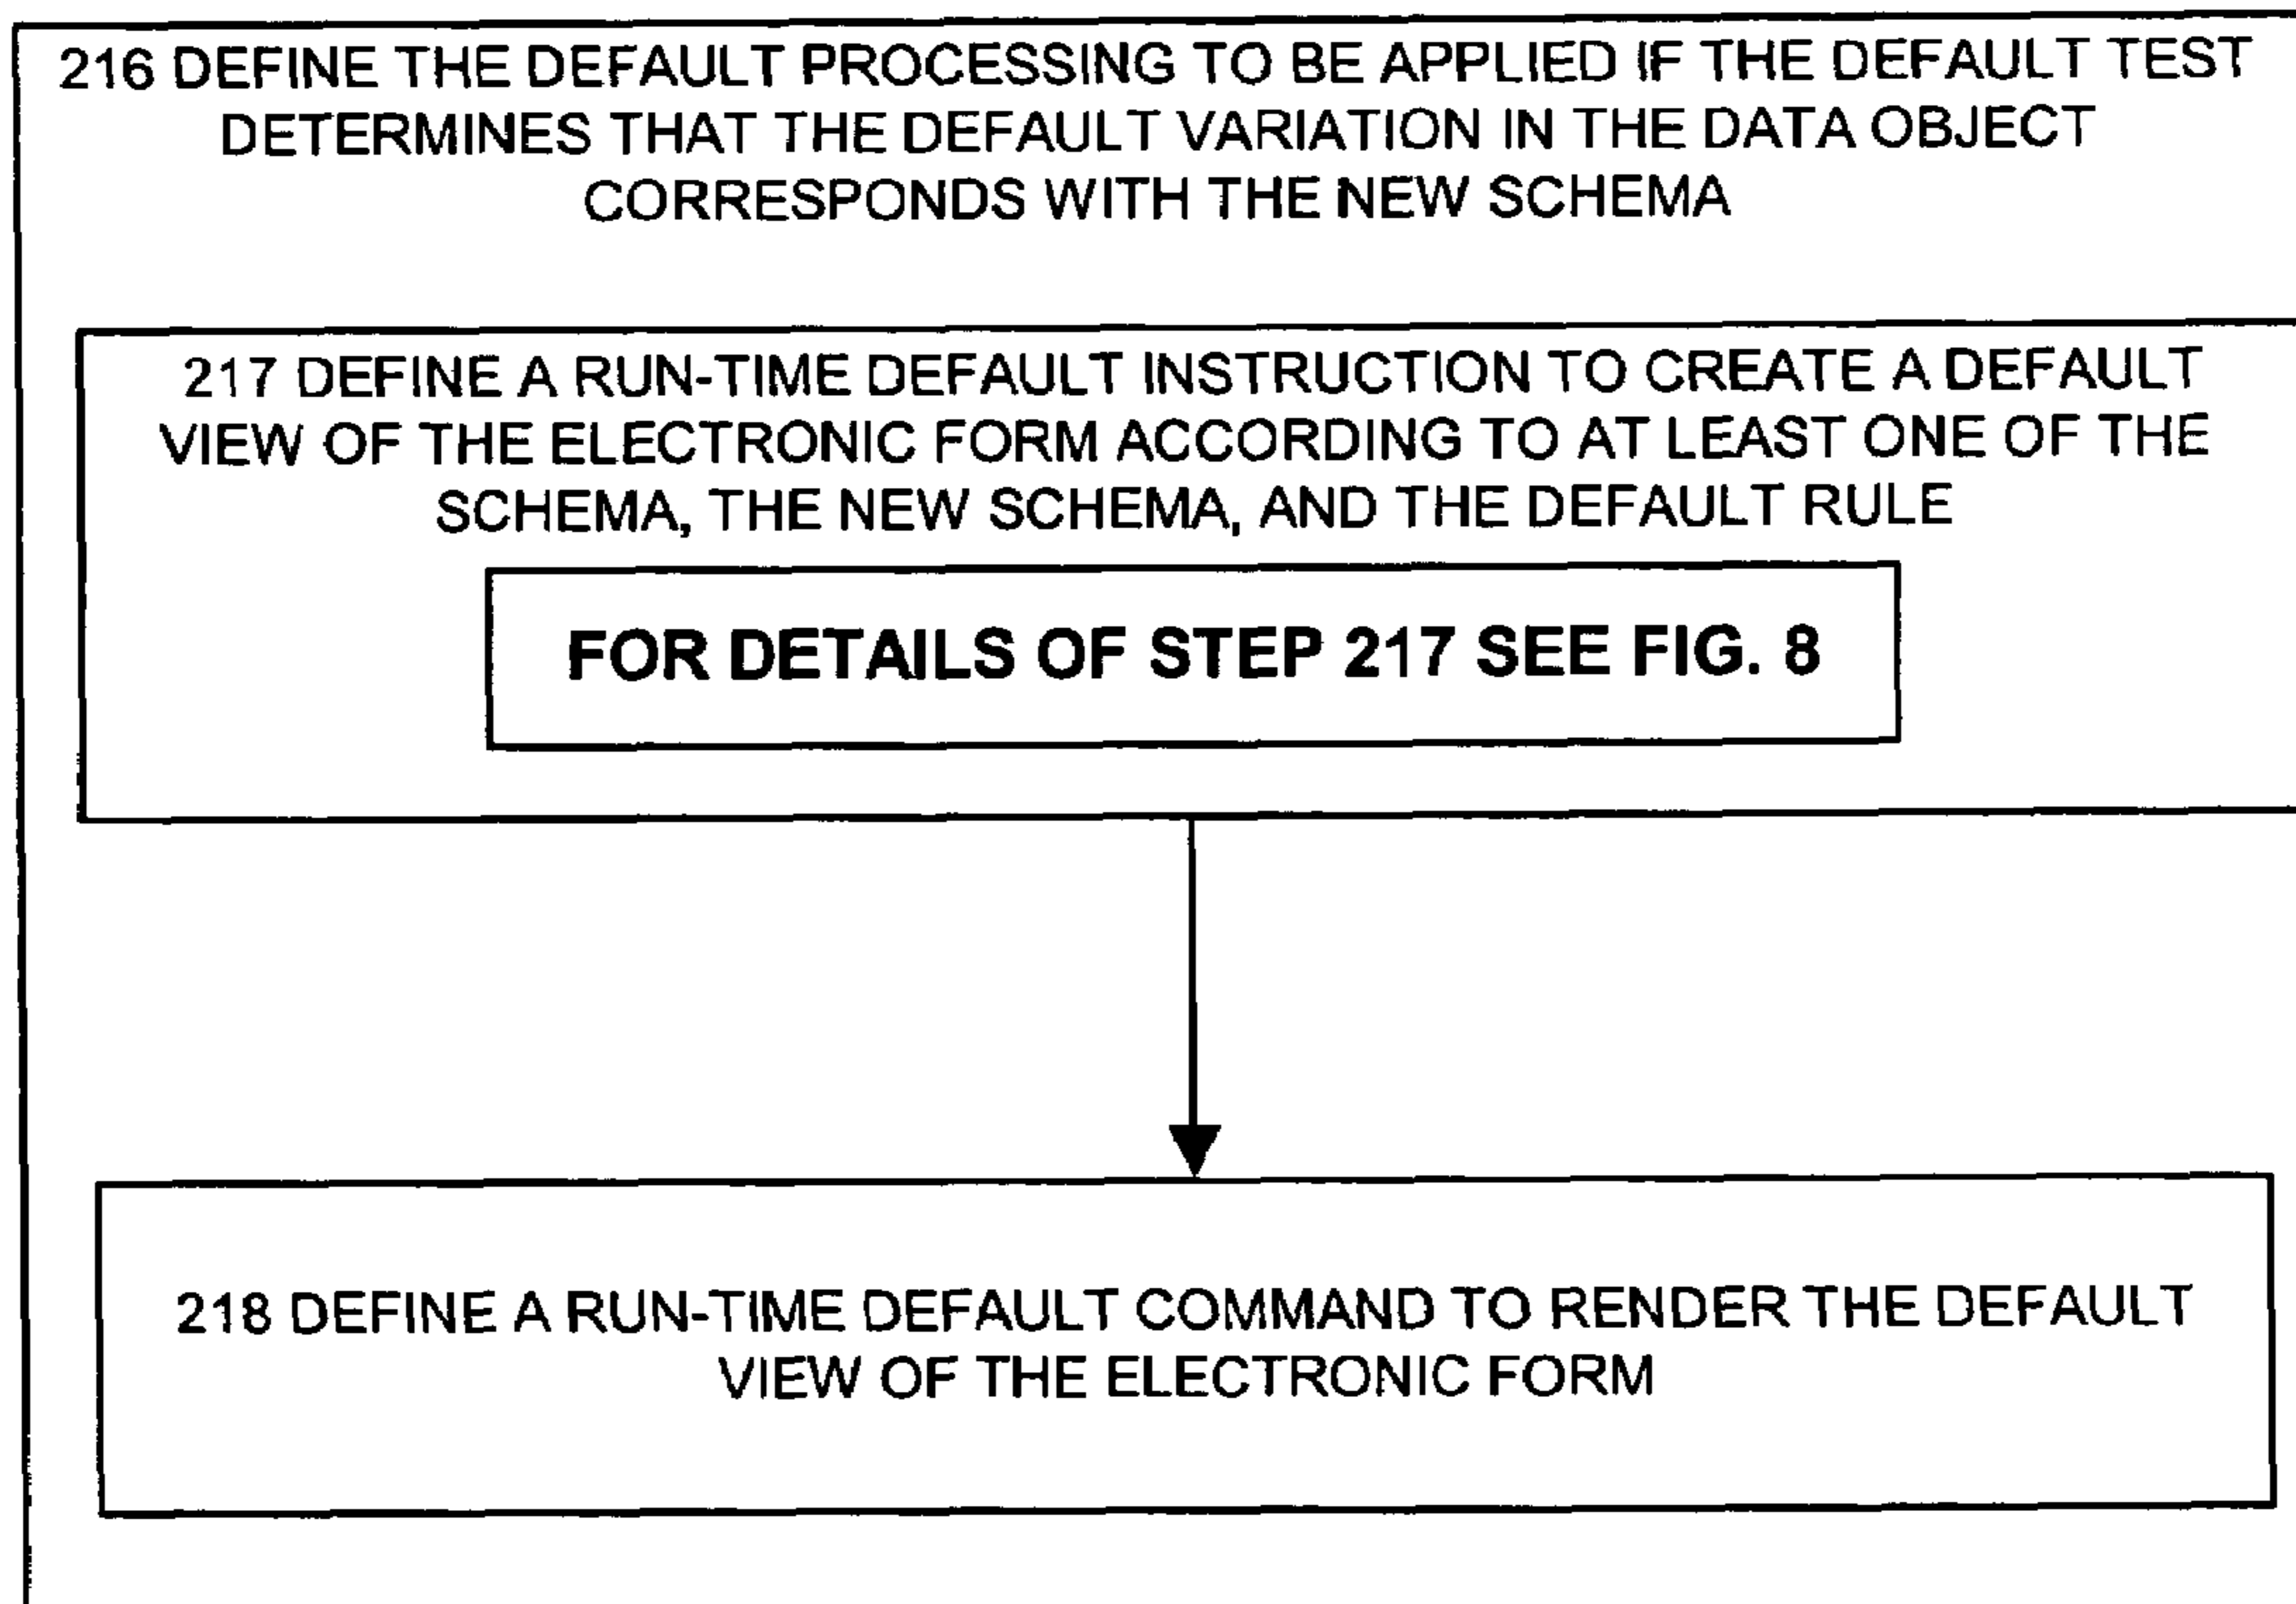 216 DEFINE THE DEFAULT PROCESSING TO BE APPLIED IF THE DEFAULT TEST
DETERMINES THAT THE DEFAULT VARIATION IN THE DATA OBJECT
CORRESPONDS WITH THE NEW SCHEMA
217 DEFINE A RUN-TIME DEFAULT INSTRUCTION TO CREATE A DEFAULT
VIEW OF THE ELECTRONIC FORM ACCORDING TO AT LEAST ONE OF THE
SCHEMA, THE NEW SCHEMA, AND THE DEFAULT RULE
FOR DETAILS OF STEP 217 SEE FIG. 8
218 DEFINE A RUN-TIME DEFAULT COMMAND TO RENDER THE DEFAULT
VIEW OF THE ELECTRONIC FORM